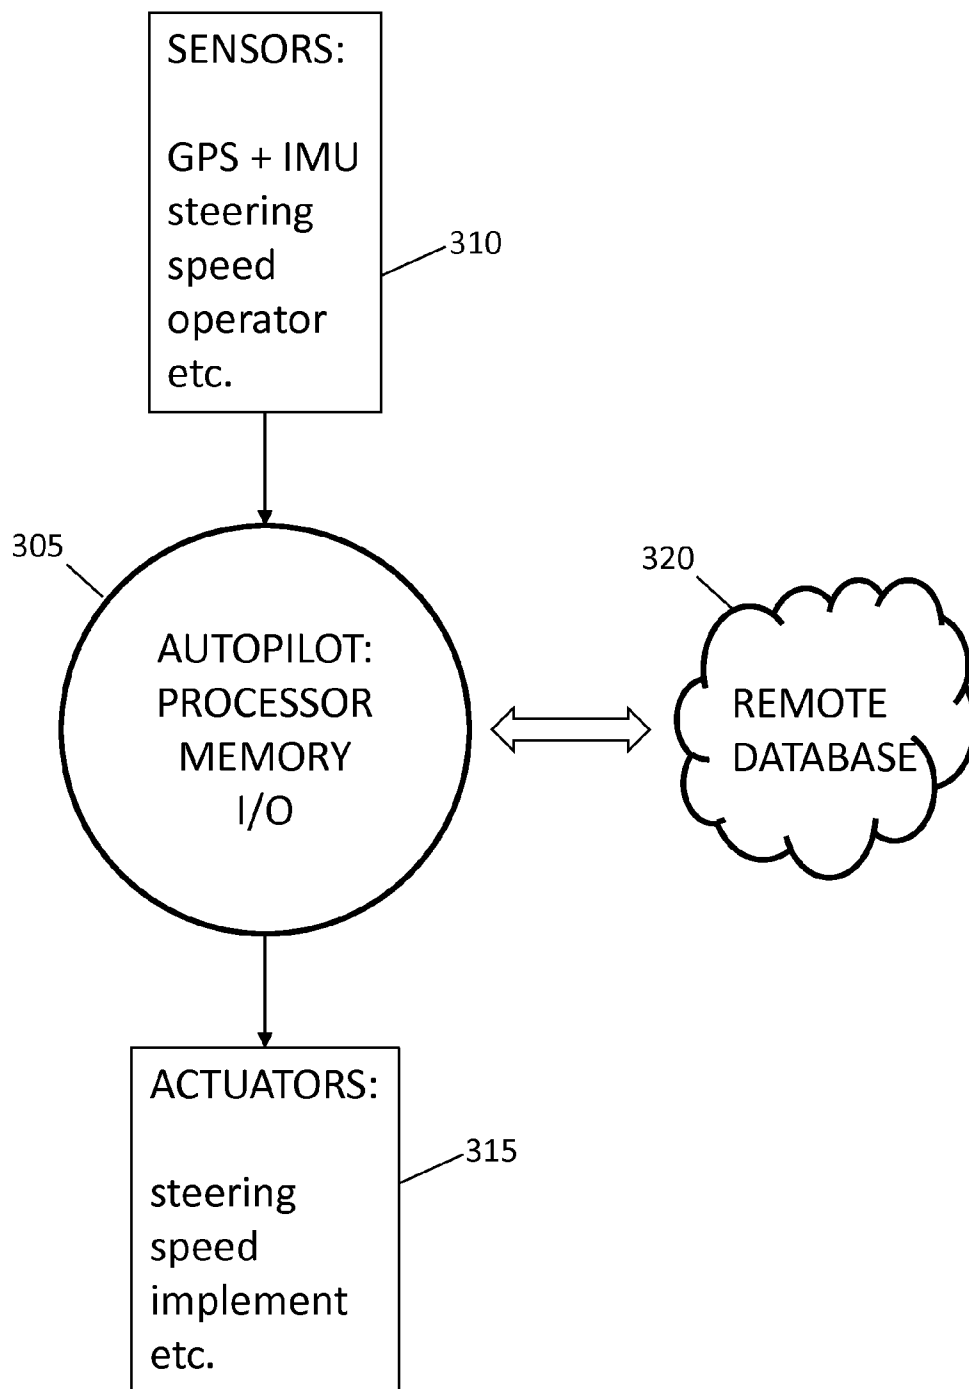 SENSORS:
GPS + IMU
steering
speed
operator
etc.
310
305
AUTOPILOT:
PROCESSOR
MEMORY
I/O
320
REMOTE
DATABASE
ACTUATORS:
steering
speed
implement
etc.
315